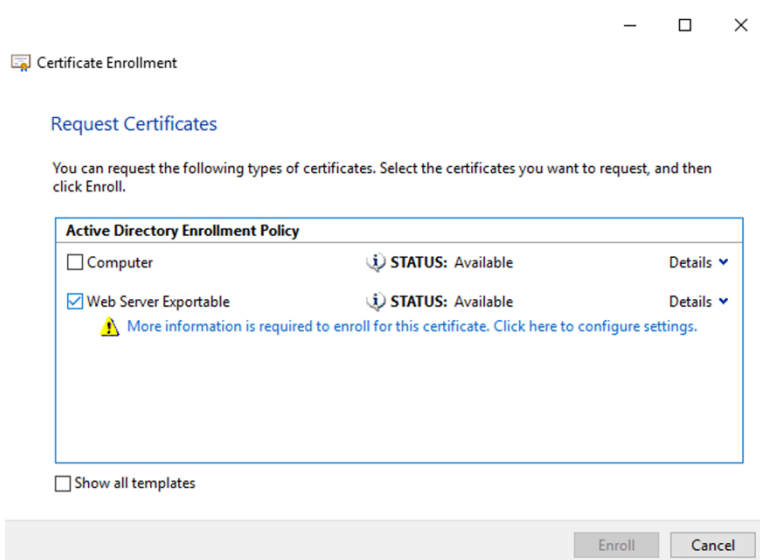 Certificate Enrollment
Request Certificates
You can request the following types of certificates. Select the certificates you want to request, and then
click Enroll.
Active Directory Enrollment Policy
Computer STATUS: Available Details
Web Server Exportable STATUS: Available Details
More information is required to enroll for this certificate. Click here to configure settings.
Show all templates
Enroll Cancel